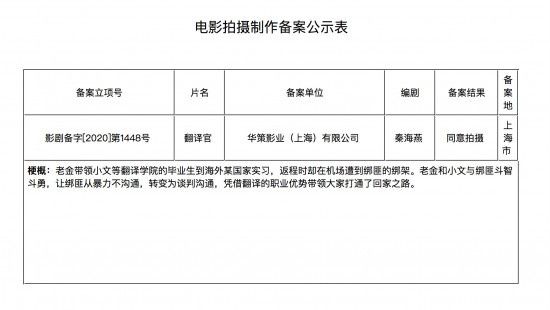 电影拍摄制作备案公示表
备案立项号 片名 备案单位 编剧 备案结果 备案地
影剧备字[2020]第1448号 翻译官 华策影业（上海）有限公司 秦海燕 同意拍摄 上海市
梗概：老金带领小文等翻译学院的毕业生到海外某国家实习，返程时却在机场遭到绑匪的绑架。老金和小文与绑匪斗智
斗勇，让绑匪从暴力不沟通，转变为谈判沟通，凭借翻译的职业优势带领大家打通了回家之路。